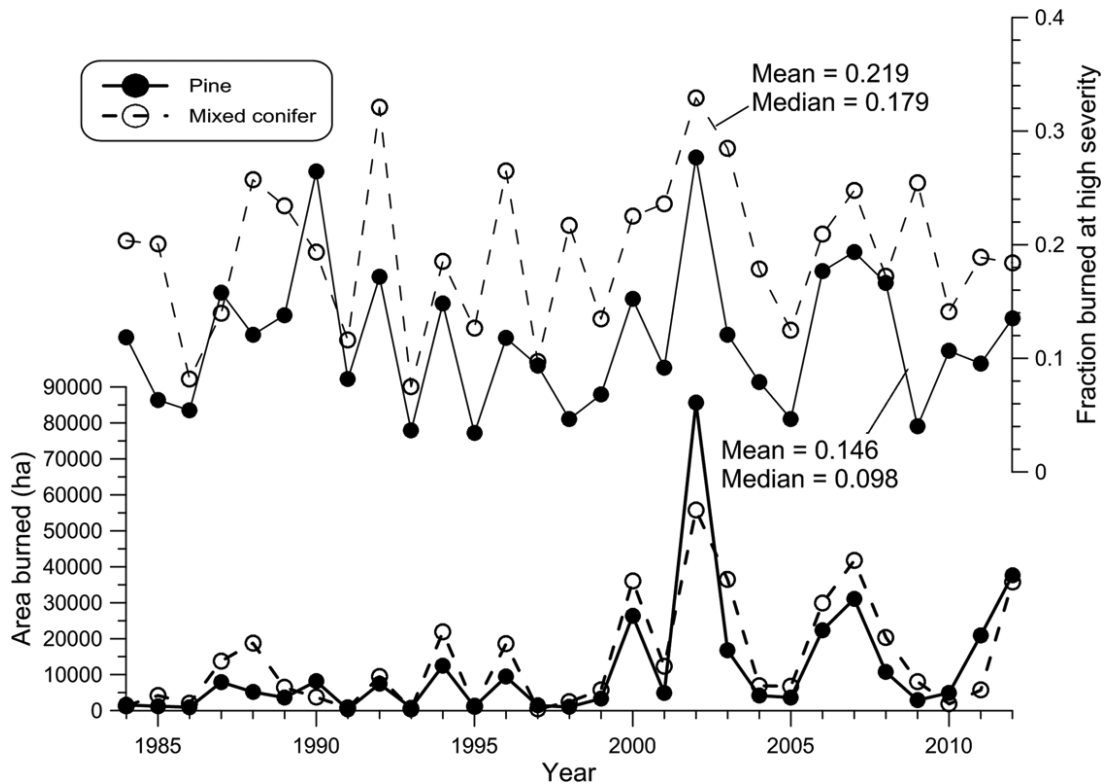 Pine
Mixed conifer
Mean = 0.219
Median = 0.179
0.4
0.3
0.2
0.1
0
Fraction burned at high severity
Mean = 0.146
Median = 0.098
90000
80000
70000
60000
50000
40000
30000
20000
10000
0
Area burned (ha)
1985
1990
1995
2000
2005
2010
Year